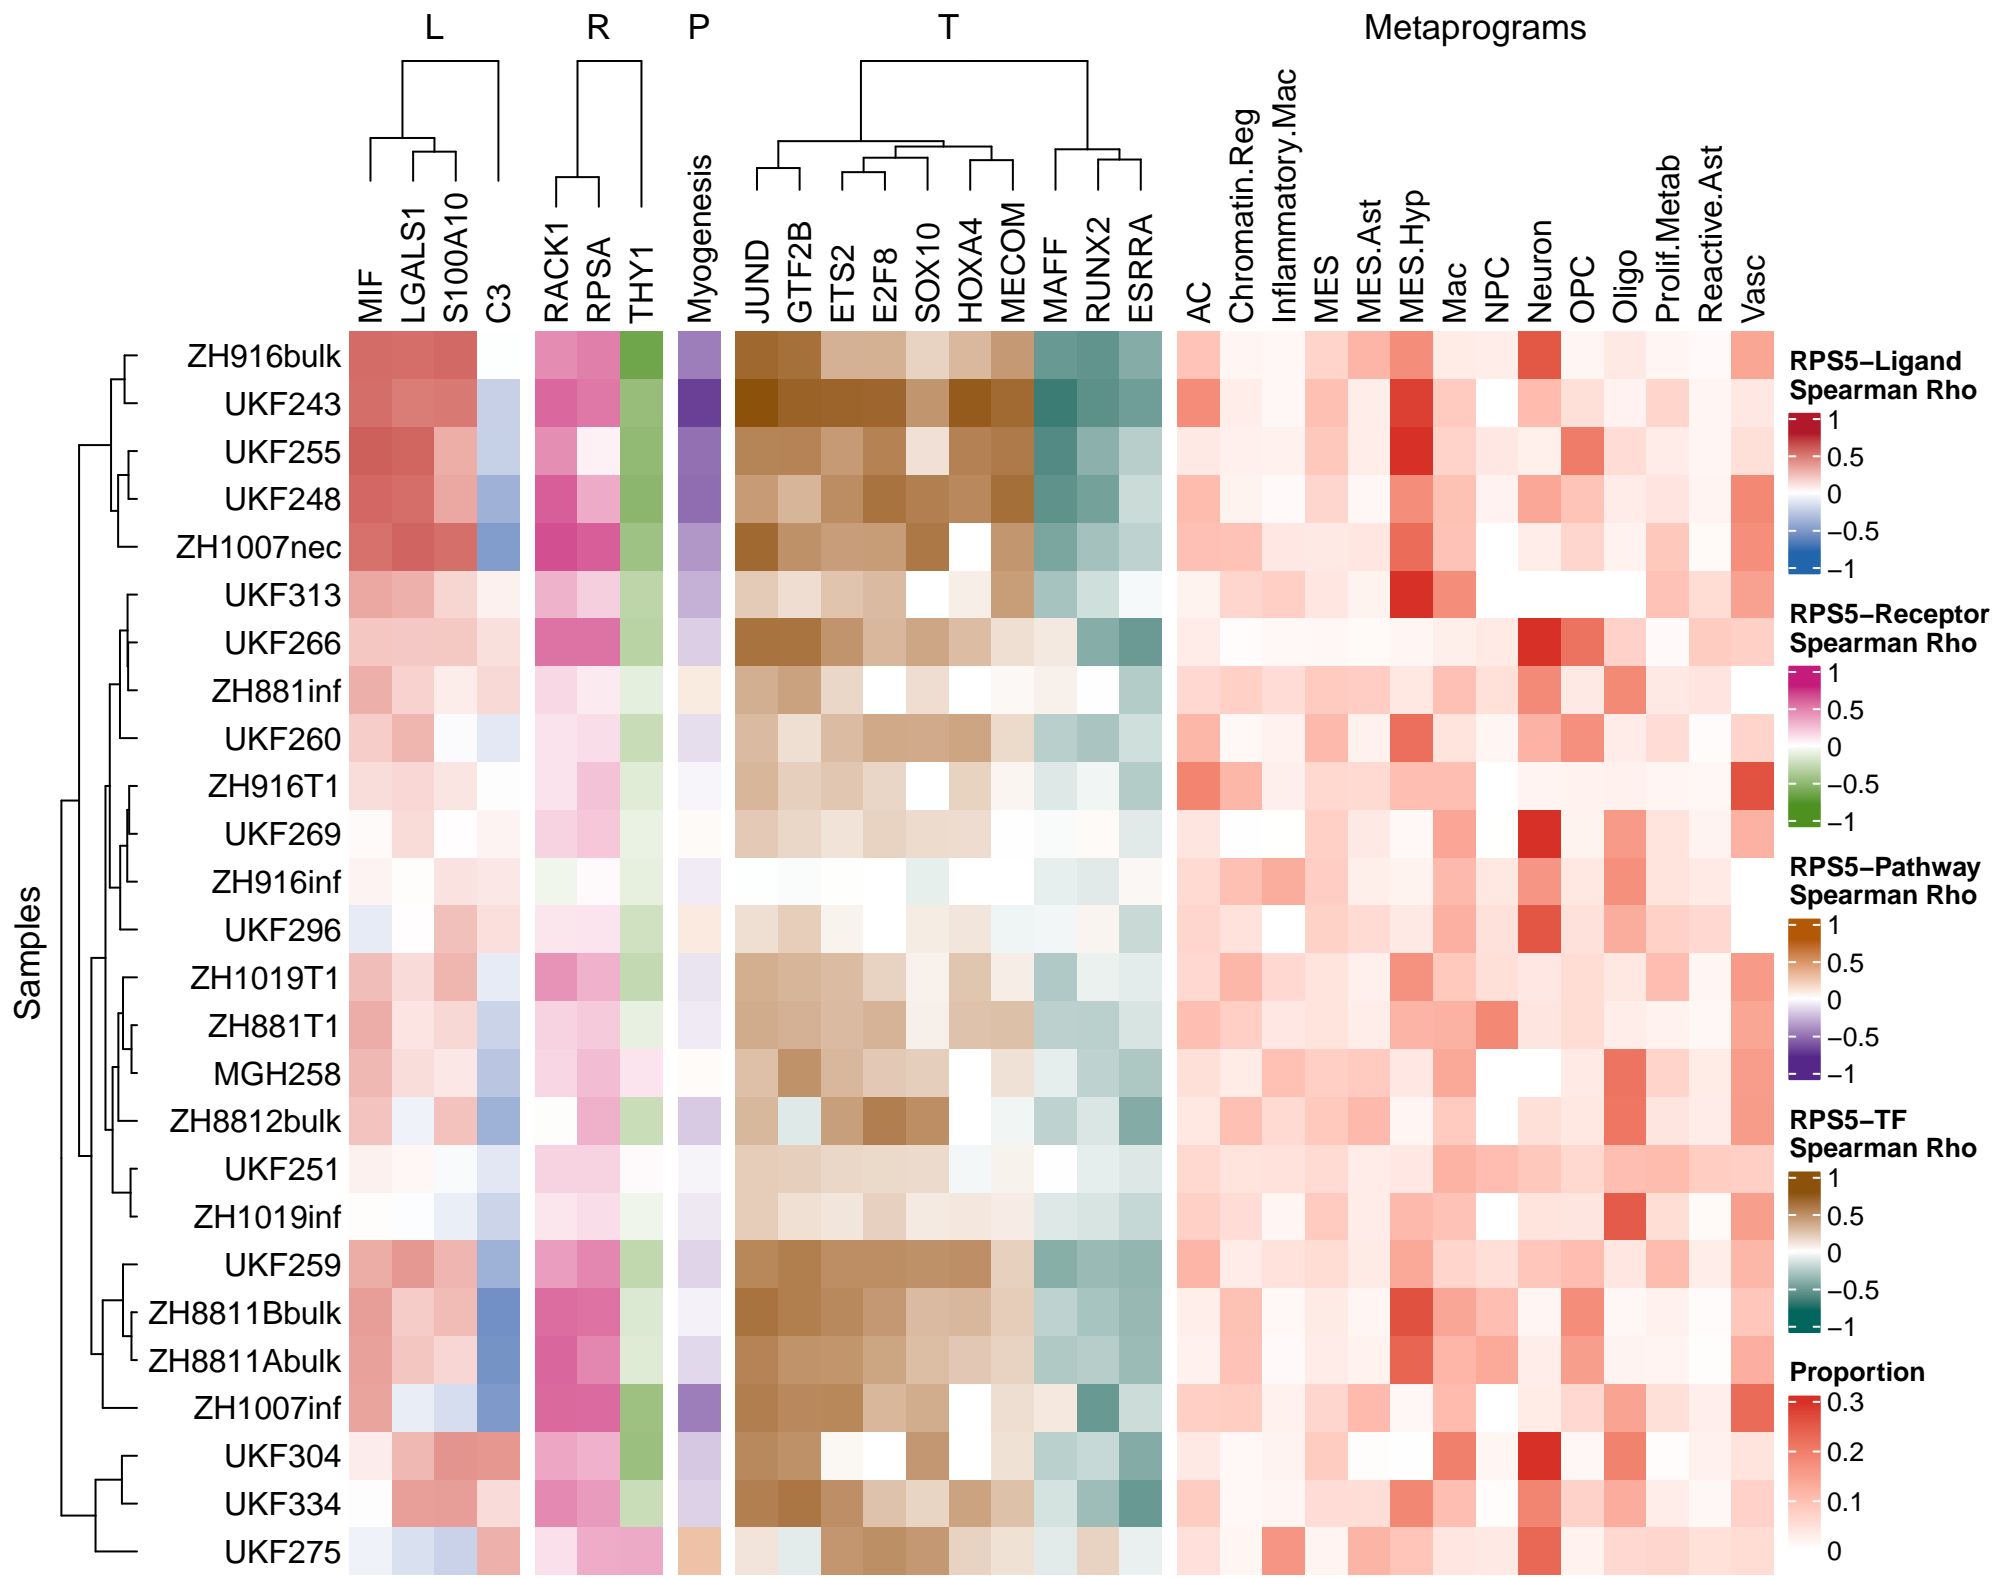 L
R
P
T
Metaprograms
MIF
LGALS1
S100A10
C3
RACK1
RPSA
THY1
Myogenesis
JUND
GTF2B
ETS2
E2F8
SOX10
HOXA4
MECOM
MAFF
RUNX2
ESRRA
AC
Chromatin.Reg
Inflammatory.Mac
MES
MES.Ast
MES.Hyp
Mac
NPC
Neuron
OPC
Oligo
Prolif.Metab
Reactive.Ast
Vasc
Samples
ZH916bulk
UKF243
UKF255
UKF248
ZH1007nec
UKF313
UKF266
ZH881inf
UKF260
ZH916T1
UKF269
ZH916inf
UKF296
ZH1019T1
ZH881T1
MGH258
ZH8812bulk
UKF251
ZH1019inf
UKF259
ZH8811Bbulk
ZH8811Abulk
ZH1007inf
UKF304
UKF334
UKF275
RPS5−Ligand
Spearman Rho
1
0.5
0
−0.5
−1
RPS5−Receptor
Spearman Rho
1
0.5
0
−0.5
−1
RPS5−Pathway
Spearman Rho
1
0.5
0
−0.5
−1
RPS5−TF
Spearman Rho
1
0.5
0
−0.5
−1
Proportion
0.3
0.2
0.1
0